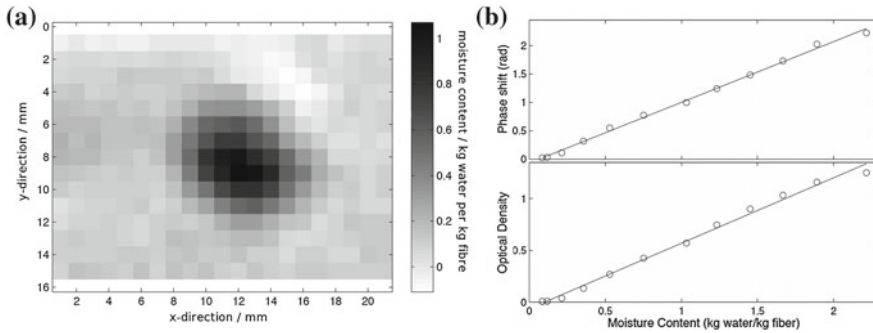 (a)
0
2
4
6
8
10
12
14
16
y-direction / mm
2 4 6 8 10 12 14 16 18 20
x-direction / mm
1
0.8
0.6
0.4
0.2
0
moisture content / kg water per kg fibre
(b)
2
1.5
1
0.5
0
Phase shift (rad)
1
0.5
0
Optical Density
0 0.5 1 1.5 2
Moisture Content (kg water/kg fiber)